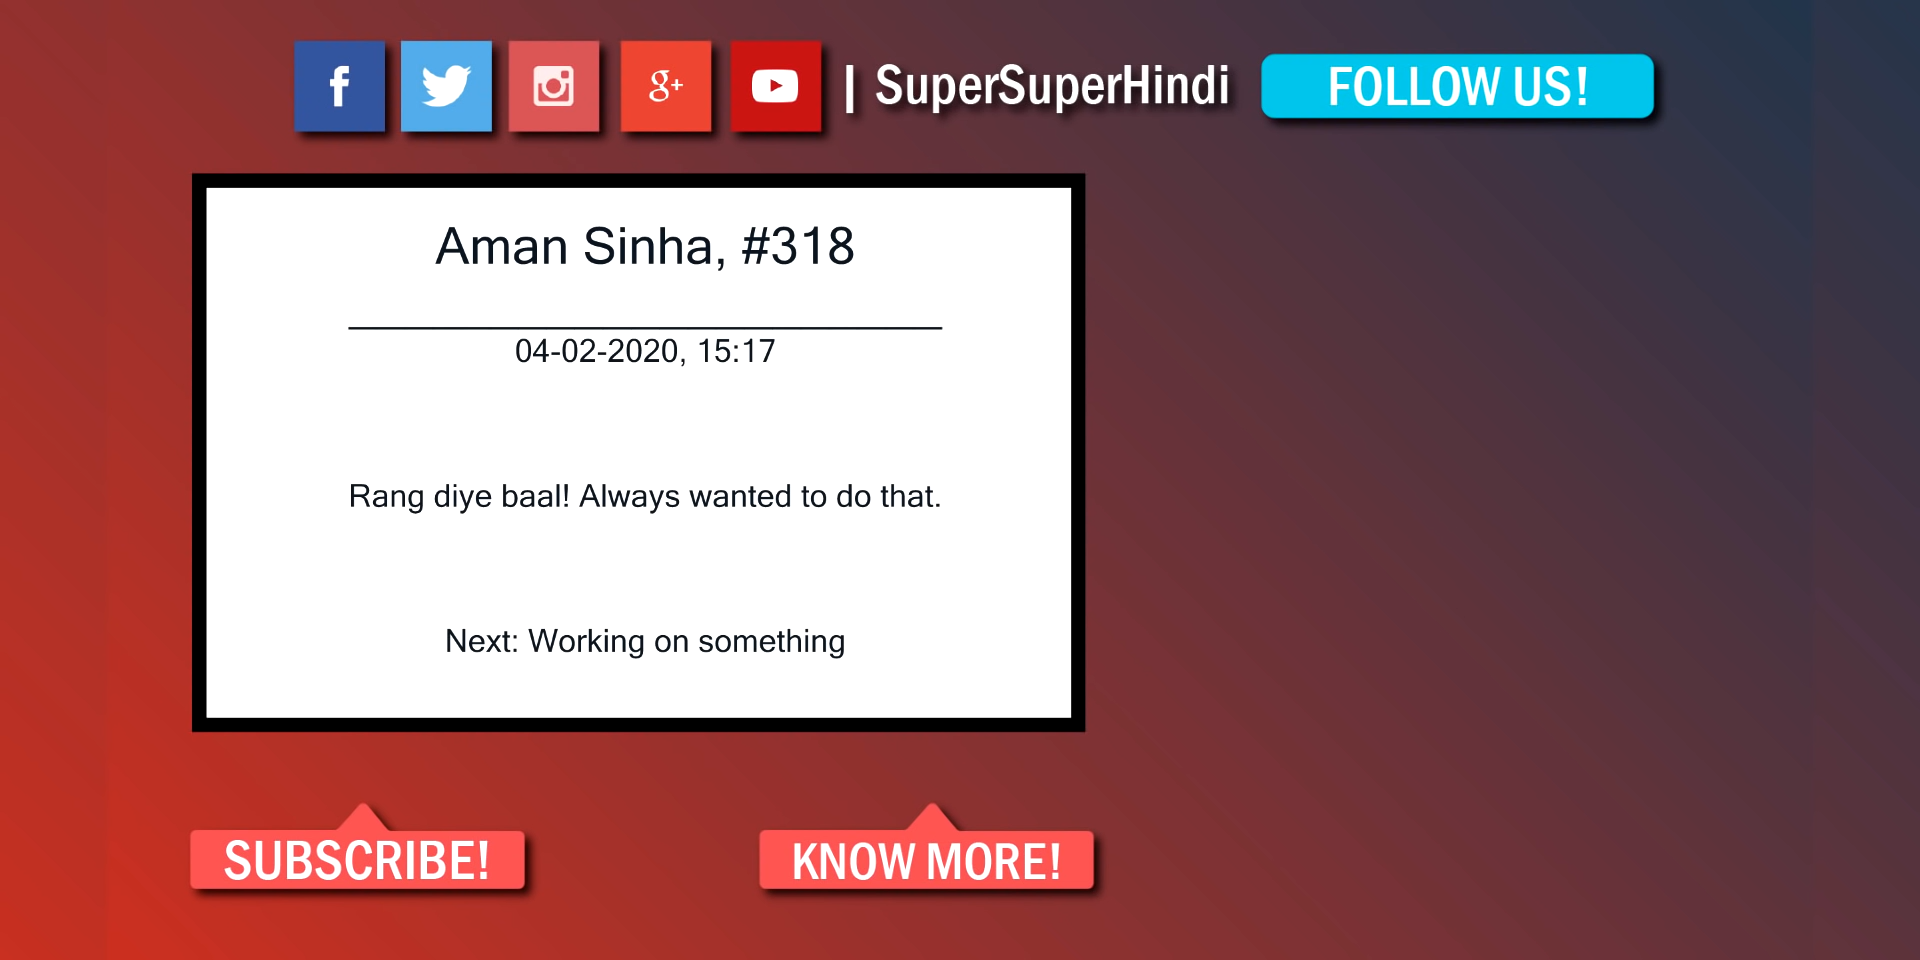 f
g+
| SuperSuperHindi
FOLLOW US!
Aman Sinha, #318
04-02-2020, 15:17
Rang diye baal! Always wanted to do that.
Next: Working on something
SUBSCRIBE!
KNOW MORE!